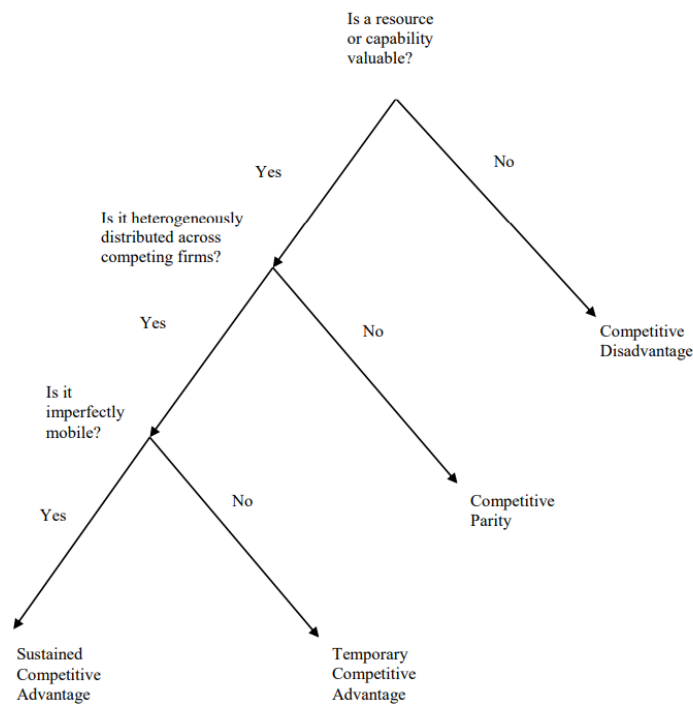 Is a resource
or capability
valuable?
Yes
No
Is it heterogeneously
distributed across
competing firms?
Yes
No
Competitive
Disadvantage
Is it
imperfectly
mobile?
Yes
No
Competitive
Parity
Sustained
Competitive
Advantage
Temporary
Competitive
Advantage